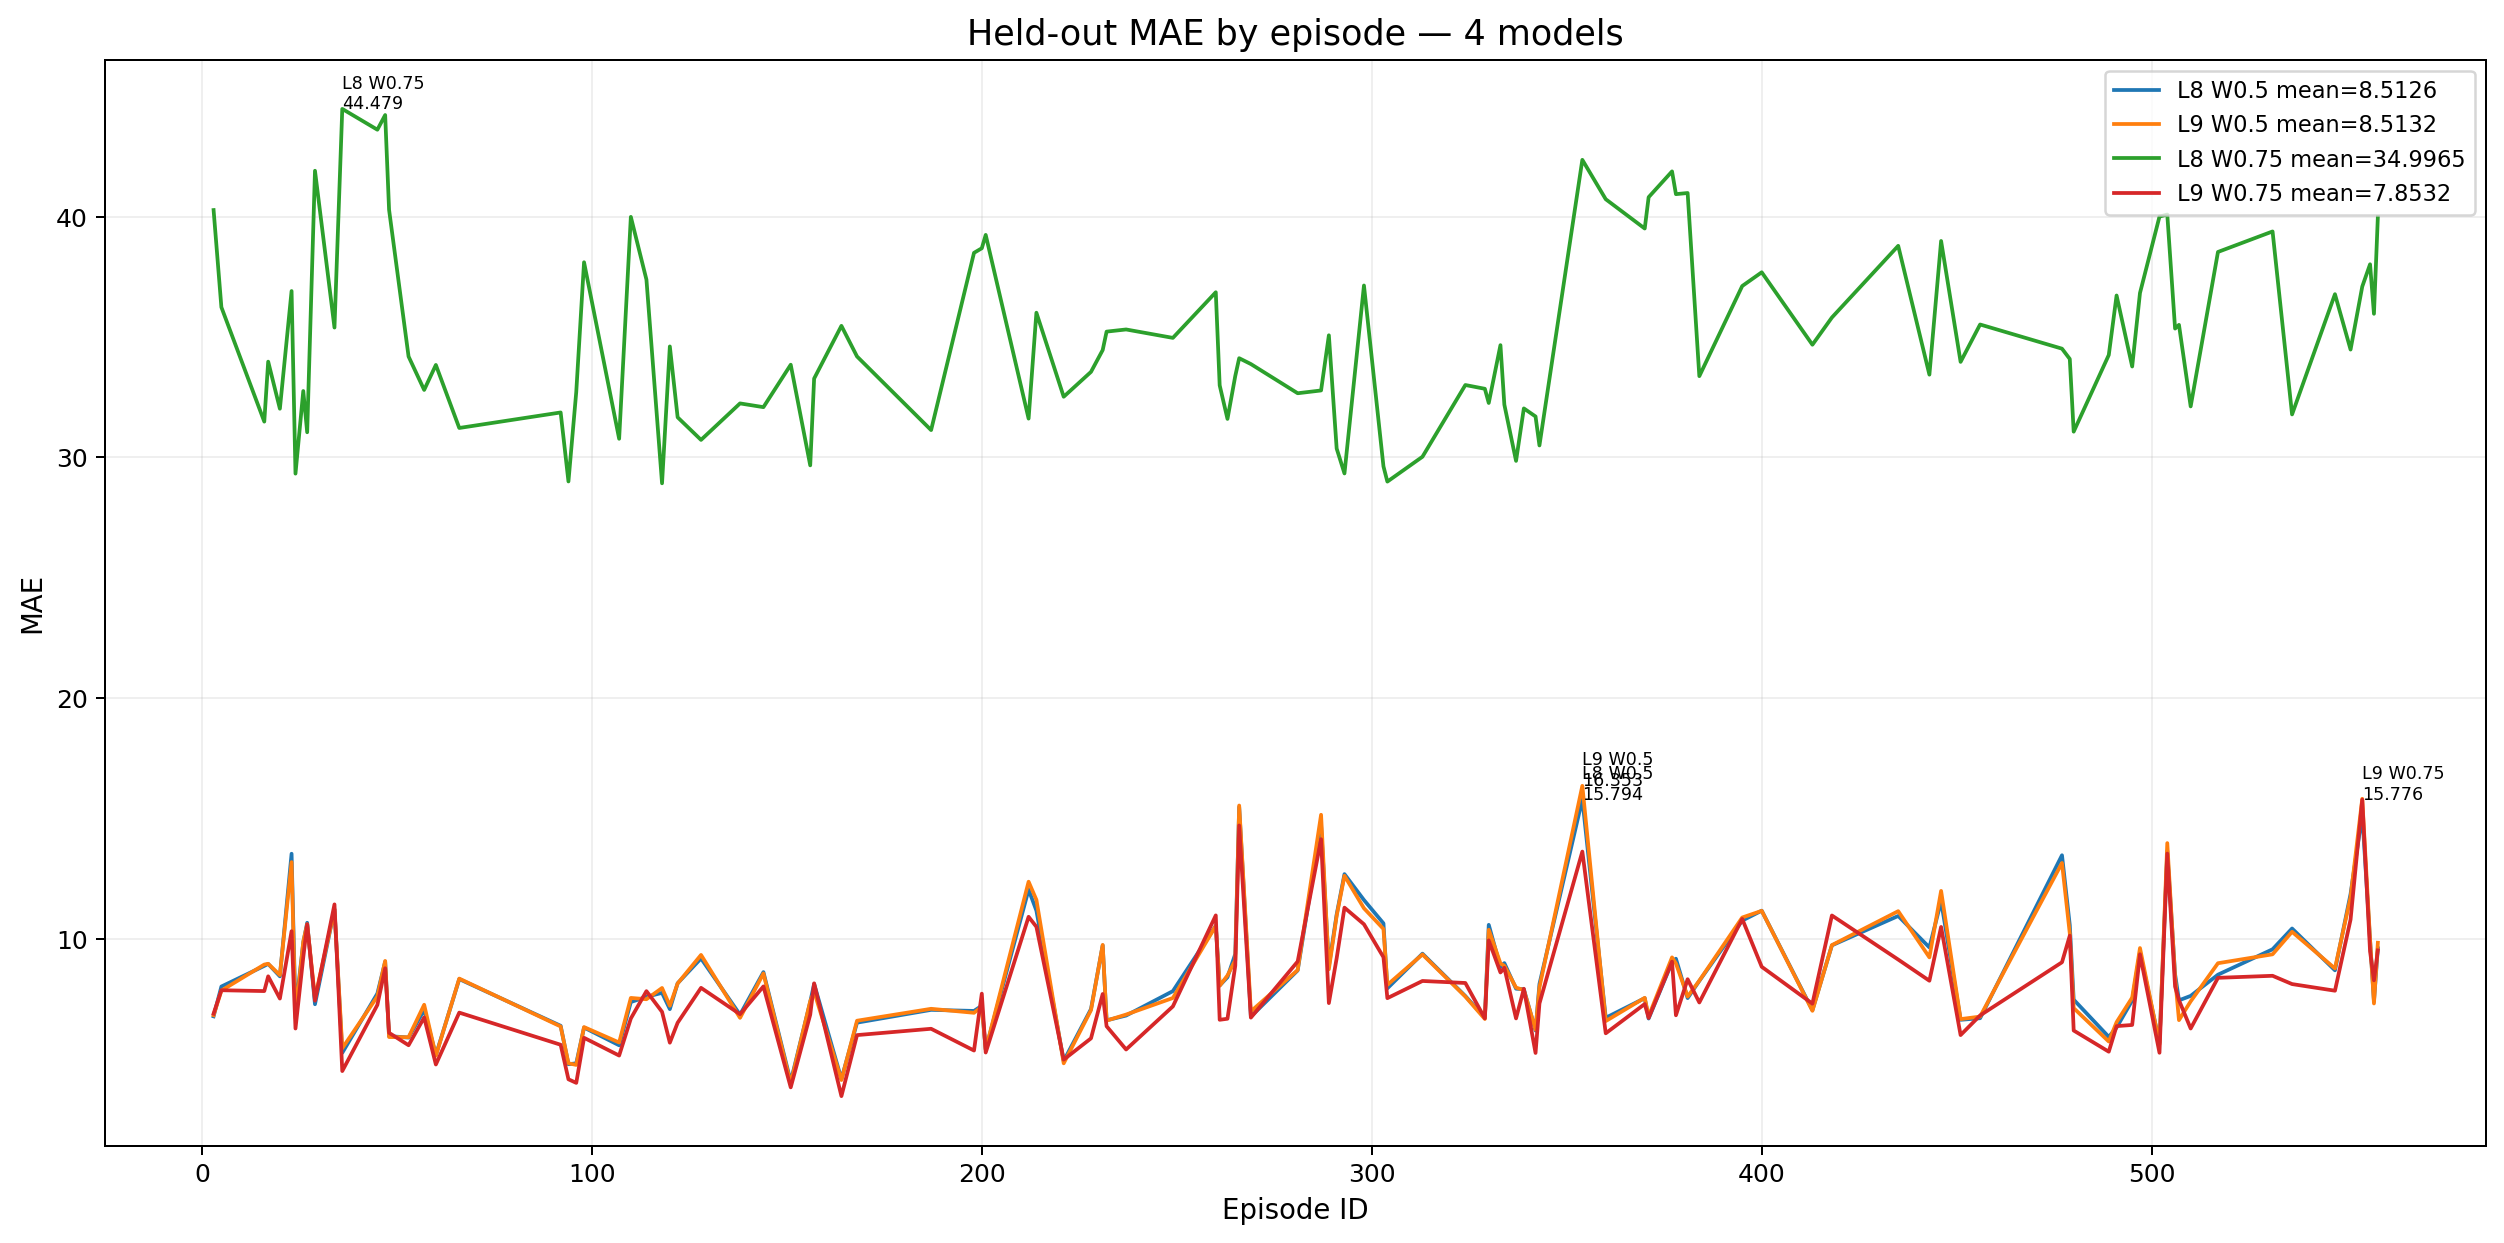 Held-out MAE by episode — 4 models
L8 W0.75
44.479
L8 W0.5 mean=8.5126
L9 W0.5 mean=8.5132
L8 W0.75 mean=34.9965
L9 W0.75 mean=7.8532
MAE
40
30
20
10
L9 W0.5
16.353
L8 W0.5
15.794
L9 W0.75
15.776
0
100
200
300
400
500
Episode ID